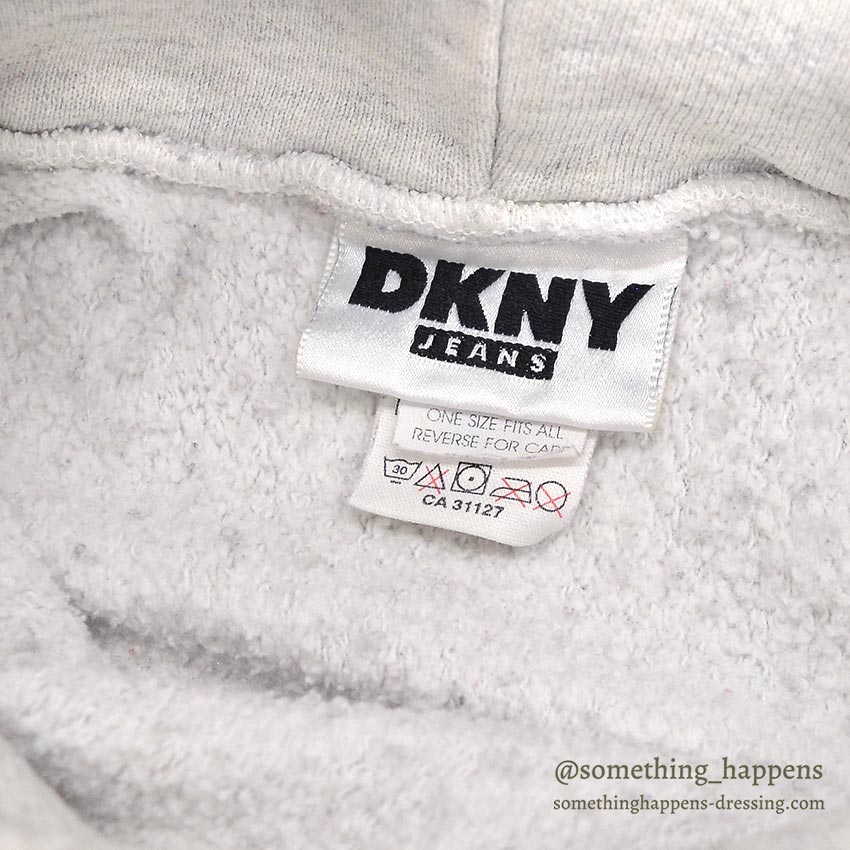 DKNY
JEANS
ONE SIZE FITS ALL
REVERSE FOR CARE
30
CA 31127
@something_happens
somethinghappens-dressing.com